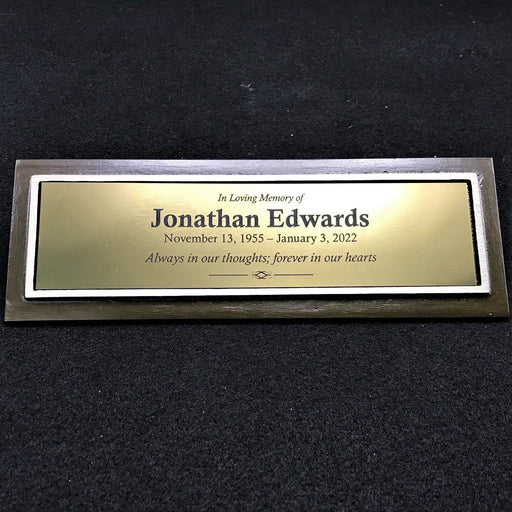 In Loving Memory of
Jonathan Edwards
November 13, 1955 – January 3, 2022
Always in our thoughts; forever in our hearts